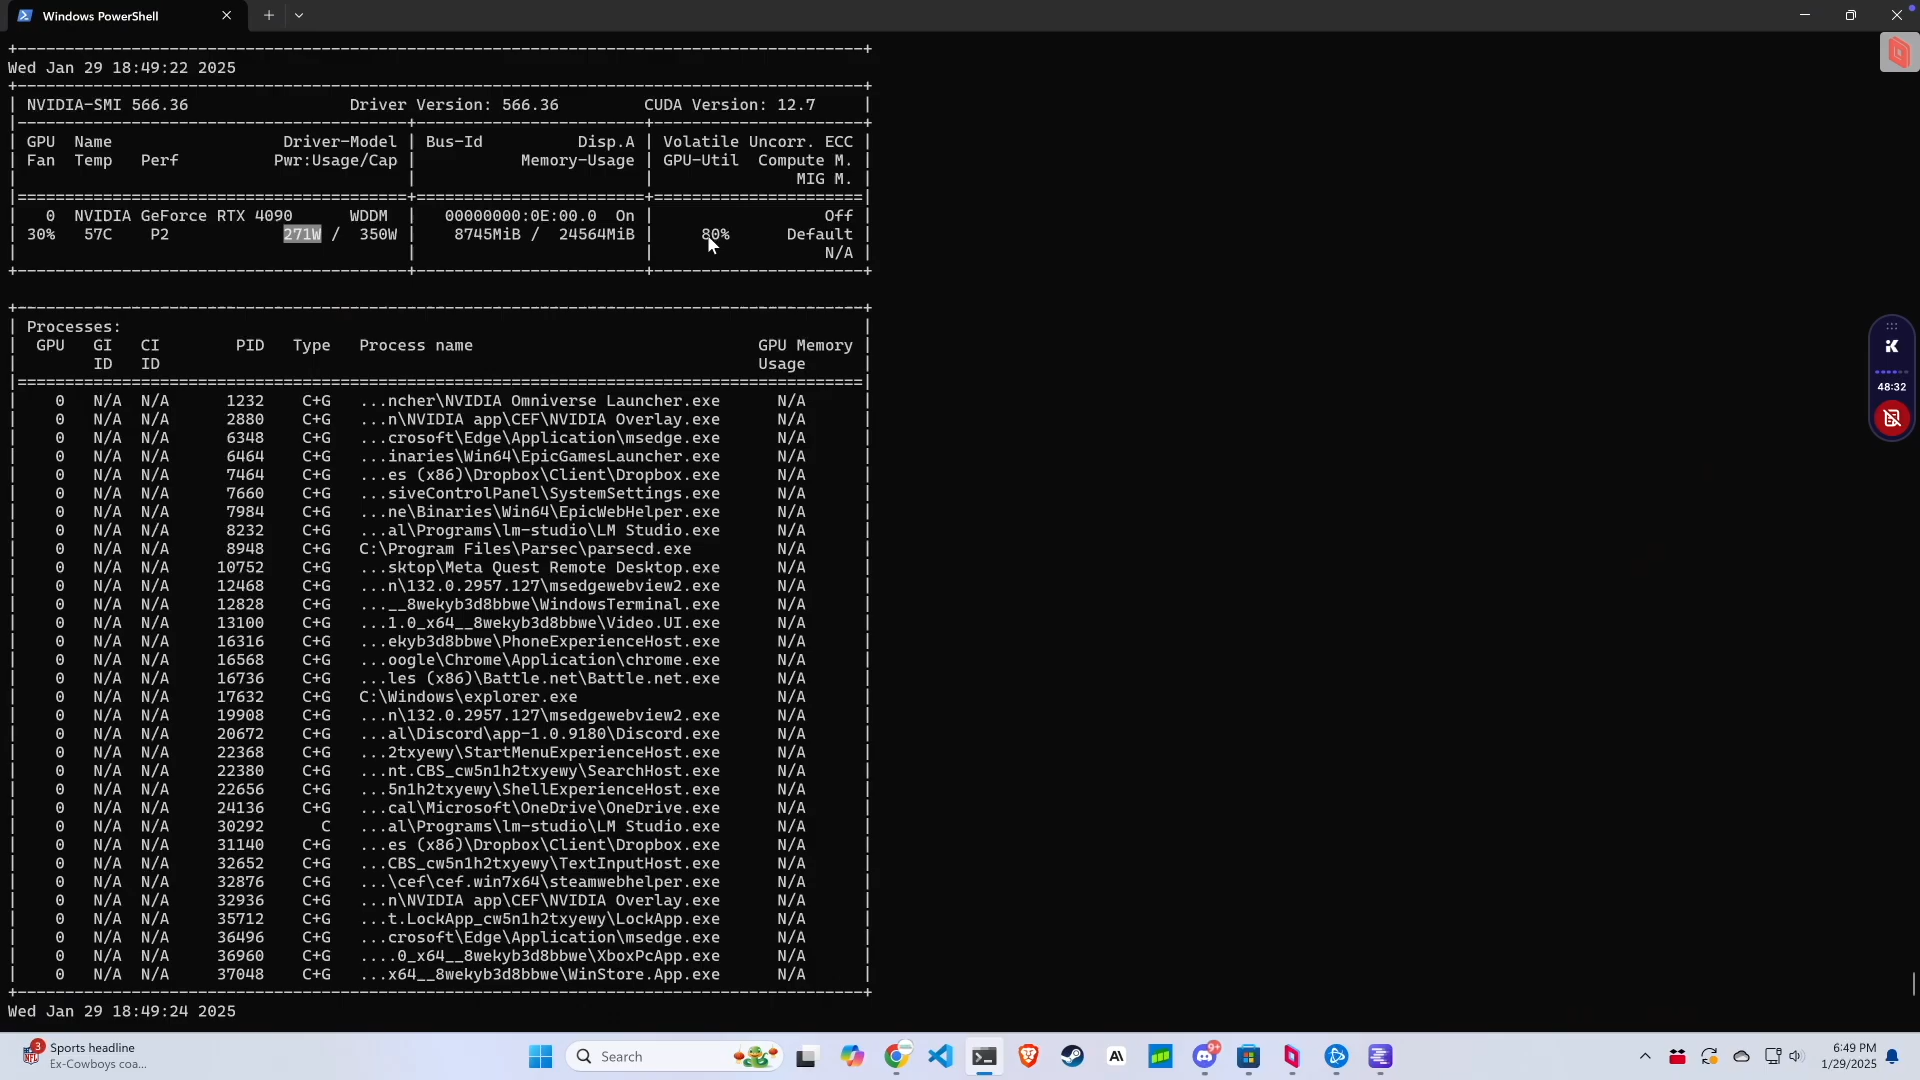 Windows PowerShell
Wed Jan 29 18:49:22 2025
NVIDIA-SMI 566.36 Driver Version: 566.36 CUDA Version: 12.7
GPU Name Driver-Model | Bus-Id Disp.A | Volatile Uncorr. ECC
Fan Temp Perf Pwr:Usage/Cap | Memory-Usage | GPU-Util Compute M.
MIG M.
0 NVIDIA GeForce RTX 4090 WDDM | 00000000:0E:00.0 On | Off
30% 57C P2 271W / 350W | 8745MiB / 24564MiB | 80% Default
N/A
Processes:
GPU GI CI PID Type Process name GPU Memory
ID ID Usage
0 N/A N/A 1232 C+G ...ncher\NVIDIA Omniverse Launcher.exe N/A
0 N/A N/A 2880 C+G ...n\NVIDIA app\CEF\NVIDIA Overlay.exe N/A
0 N/A N/A 6348 C+G ...crosoft\Edge\Application\msedge.exe N/A
0 N/A N/A 6464 C+G ...inaries\Win64\EpicGamesLauncher.exe N/A
0 N/A N/A 7464 C+G ...es (x86)\Dropbox\Client\Dropbox.exe N/A
0 N/A N/A 7660 C+G ...siveControlPanel\SystemSettings.exe N/A
0 N/A N/A 7984 C+G ...ne\Binaries\Win64\EpicWebHelper.exe N/A
0 N/A N/A 8232 C+G ...al\Programs\lm-studio\LM Studio.exe N/A
0 N/A N/A 8948 C+G C:\Program Files\Parsec\parsecd.exe N/A
0 N/A N/A 10752 C+G ...sktop\Meta Quest Remote Desktop.exe N/A
0 N/A N/A 12468 C+G ...n\132.0.2957.127\msedgewebview2.exe N/A
0 N/A N/A 12828 C+G ...__8wekyb3d8bbwe\WindowsTerminal.exe N/A
0 N/A N/A 13100 C+G ...1.0_x64__8wekyb3d8bbwe\Video.UI.exe N/A
0 N/A N/A 16316 C+G ...ekyb3d8bbwe\PhoneExperienceHost.exe N/A
0 N/A N/A 16568 C+G ...oogle\Chrome\Application\chrome.exe N/A
0 N/A N/A 16736 C+G ...les (x86)\Battle.net\Battle.net.exe N/A
0 N/A N/A 17632 C+G C:\Windows\explorer.exe N/A
0 N/A N/A 19908 C+G ...n\132.0.2957.127\msedgewebview2.exe N/A
0 N/A N/A 20672 C+G ...al\Discord\app-1.0.9180\Discord.exe N/A
0 N/A N/A 22368 C+G ...2txyewy\StartMenuExperienceHost.exe N/A
0 N/A N/A 22380 C+G ...nt.CBS_cw5n1h2txyewy\SearchHost.exe N/A
0 N/A N/A 22656 C+G ...5n1h2txyewy\ShellExperienceHost.exe N/A
0 N/A N/A 24136 C+G ...cal\Microsoft\OneDrive\OneDrive.exe N/A
0 N/A N/A 30292 C ...al\Programs\lm-studio\LM Studio.exe N/A
0 N/A N/A 31140 C+G ...es (x86)\Dropbox\Client\Dropbox.exe N/A
0 N/A N/A 32652 C+G ...CBS_cw5n1h2txyewy\TextInputHost.exe N/A
0 N/A N/A 32876 C+G ...\cef\cef.win7x64\steamwebhelper.exe N/A
0 N/A N/A 32936 C+G ...n\NVIDIA app\CEF\NVIDIA Overlay.exe N/A
0 N/A N/A 35712 C+G ...t.LockApp_cw5n1h2txyewy\LockApp.exe N/A
0 N/A N/A 36496 C+G ...crosoft\Edge\Application\msedge.exe N/A
0 N/A N/A 36960 C+G ....0_x64__8wekyb3d8bbwe\XboxPcApp.exe N/A
0 N/A N/A 37048 C+G ...x64__8wekyb3d8bbwe\WinStore.App.exe N/A
Wed Jan 29 18:49:24 2025
48:32
3
Sports headline
Ex-Cowboys coa...
Search
9+
6:49 PM
1/29/2025